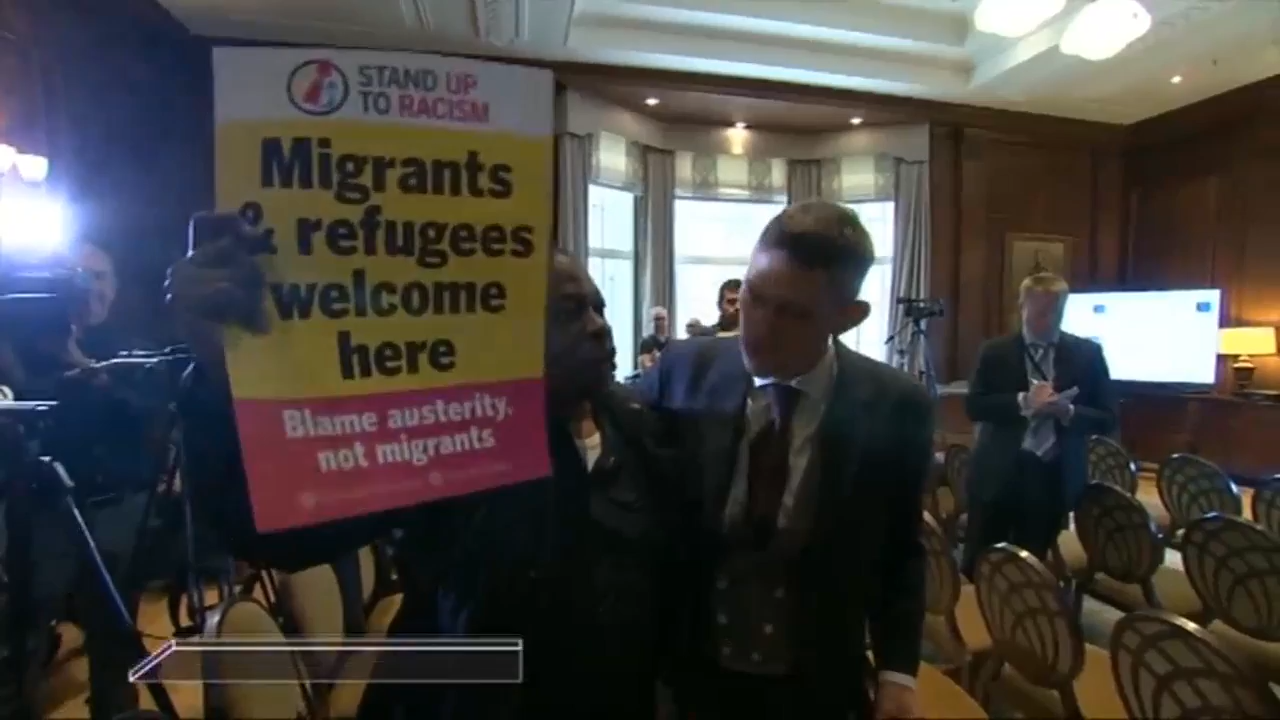 STAND UP
TO RACISM
Migrants
& refugees
welcome
here
Blame austerity,
not migrants